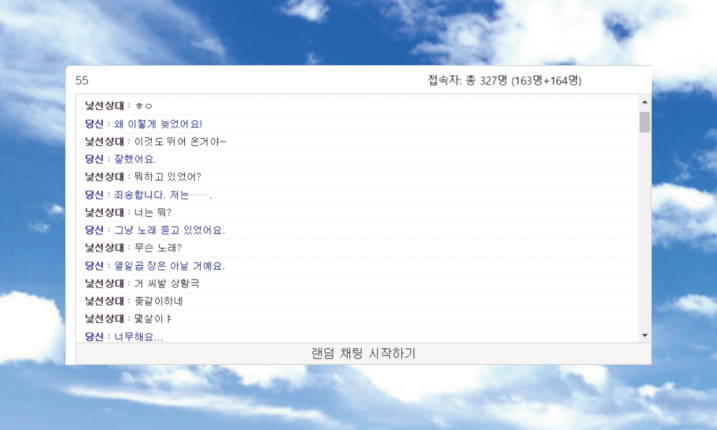 55
접속자: 총 327명 (163명+164명)
낯선상대 : ㅎㅇ
당신 : 왜 이렇게 늦었어요!
낯선상대 : 이것도 뛰어 온거야~
당신 : 잘했어요.
낯선상대 : 뭐하고 있었어?
당신 : 죄송합니다. 저는…….
낯선상대 : 너는 뭐?
당신 : 그냥 노래 듣고 있었어요.
낯선상대 : 무슨 노래?
당신 : 열일곱 장은 아닐 거예요.
낯선상대 : 거 씨발 상황극
낯선상대 : 좆같이하네
낯선상대 : 몇살이ㅑ
당신 : 너무해요...
랜덤 채팅 시작하기